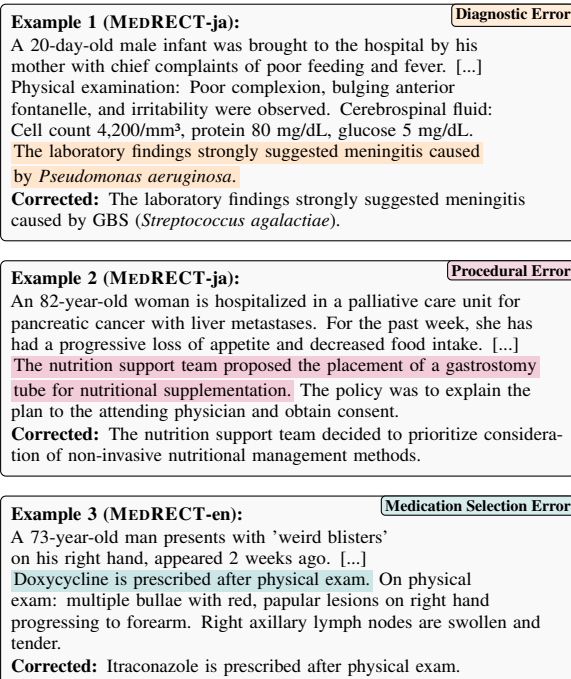 Example 1 (MEDRECT-ja):
Diagnostic Error
A 20-day-old male infant was brought to the hospital by his
mother with chief complaints of poor feeding and fever. [...]
Physical examination: Poor complexion, bulging anterior
fontanelle, and irritability were observed. Cerebrospinal fluid:
Cell count 4,200/mm³, protein 80 mg/dL, glucose 5 mg/dL.
The laboratory findings strongly suggested meningitis caused
by Pseudomonas aeruginosa.
Corrected: The laboratory findings strongly suggested meningitis
caused by GBS (Streptococcus agalactiae).
Example 2 (MEDRECT-ja):
Procedural Error
An 82-year-old woman is hospitalized in a palliative care unit for
pancreatic cancer with liver metastases. For the past week, she has
had a progressive loss of appetite and decreased food intake. [...]
The nutrition support team proposed the placement of a gastrostomy
tube for nutritional supplementation. The policy was to explain the
plan to the attending physician and obtain consent.
Corrected: The nutrition support team decided to prioritize considera-
tion of non-invasive nutritional management methods.
Example 3 (MEDRECT-en):
Medication Selection Error
A 73-year-old man presents with 'weird blisters'
on his right hand, appeared 2 weeks ago. [...]
Doxycycline is prescribed after physical exam. On physical
exam: multiple bullae with red, papular lesions on right hand
progressing to forearm. Right axillary lymph nodes are swollen and
tender.
Corrected: Itraconazole is prescribed after physical exam.